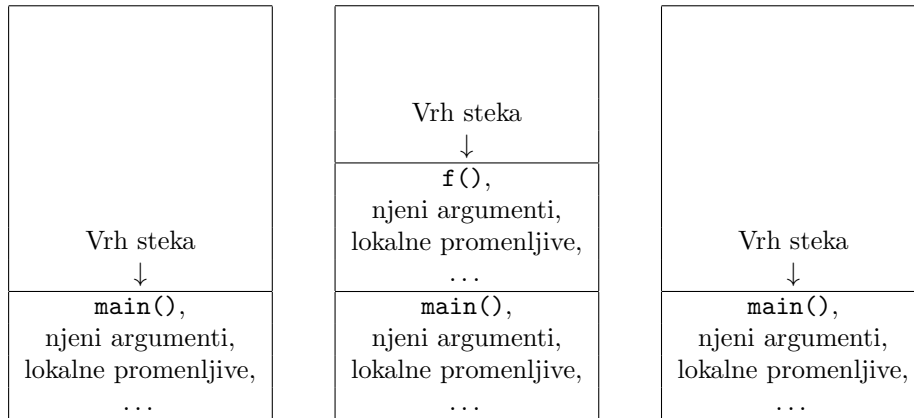 Vrh steka
↓
main(),
njeni argumenti,
lokalne promenljive,
...
Vrh steka
↓
f(),
njeni argumenti,
lokalne promenljive,
...
main(),
njeni argumenti,
lokalne promenljive,
...
Vrh steka
↓
main(),
njeni argumenti,
lokalne promenljive,
...